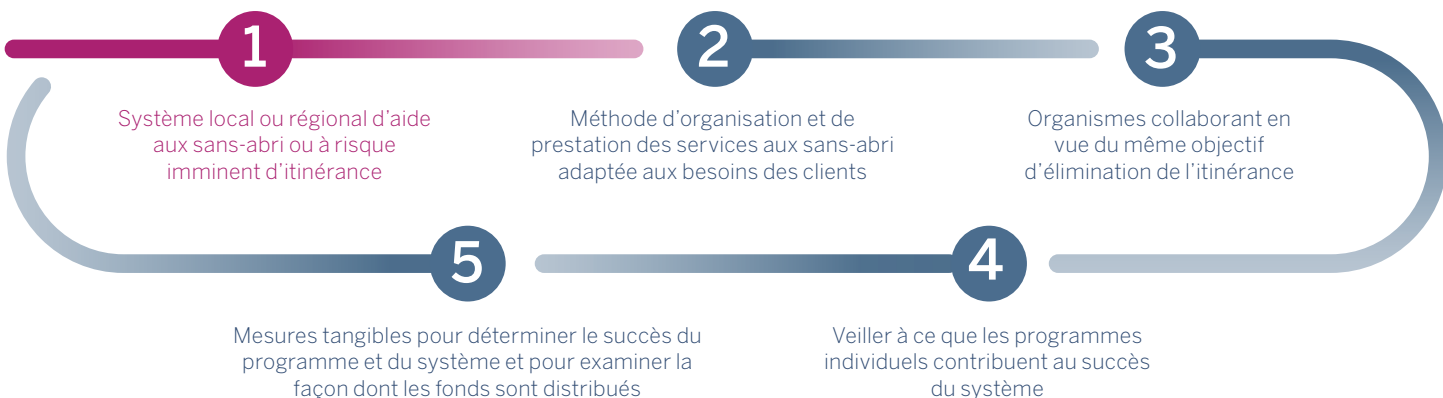 1
Système local ou régional d'aide
aux sans-abri ou à risque
imminent d'itinérance
2
Méthode d'organisation et de
prestation des services aux sans-abri
adaptée aux besoins des clients
3
Organismes collaborant en
vue du même objectif
d'élimination de l'itinérance
4
Veiller à ce que les programmes
individuels contribuent au succès
du système
5
Mesures tangibles pour déterminer le succès du
programme et du système et pour examiner la
façon dont les fonds sont distribués